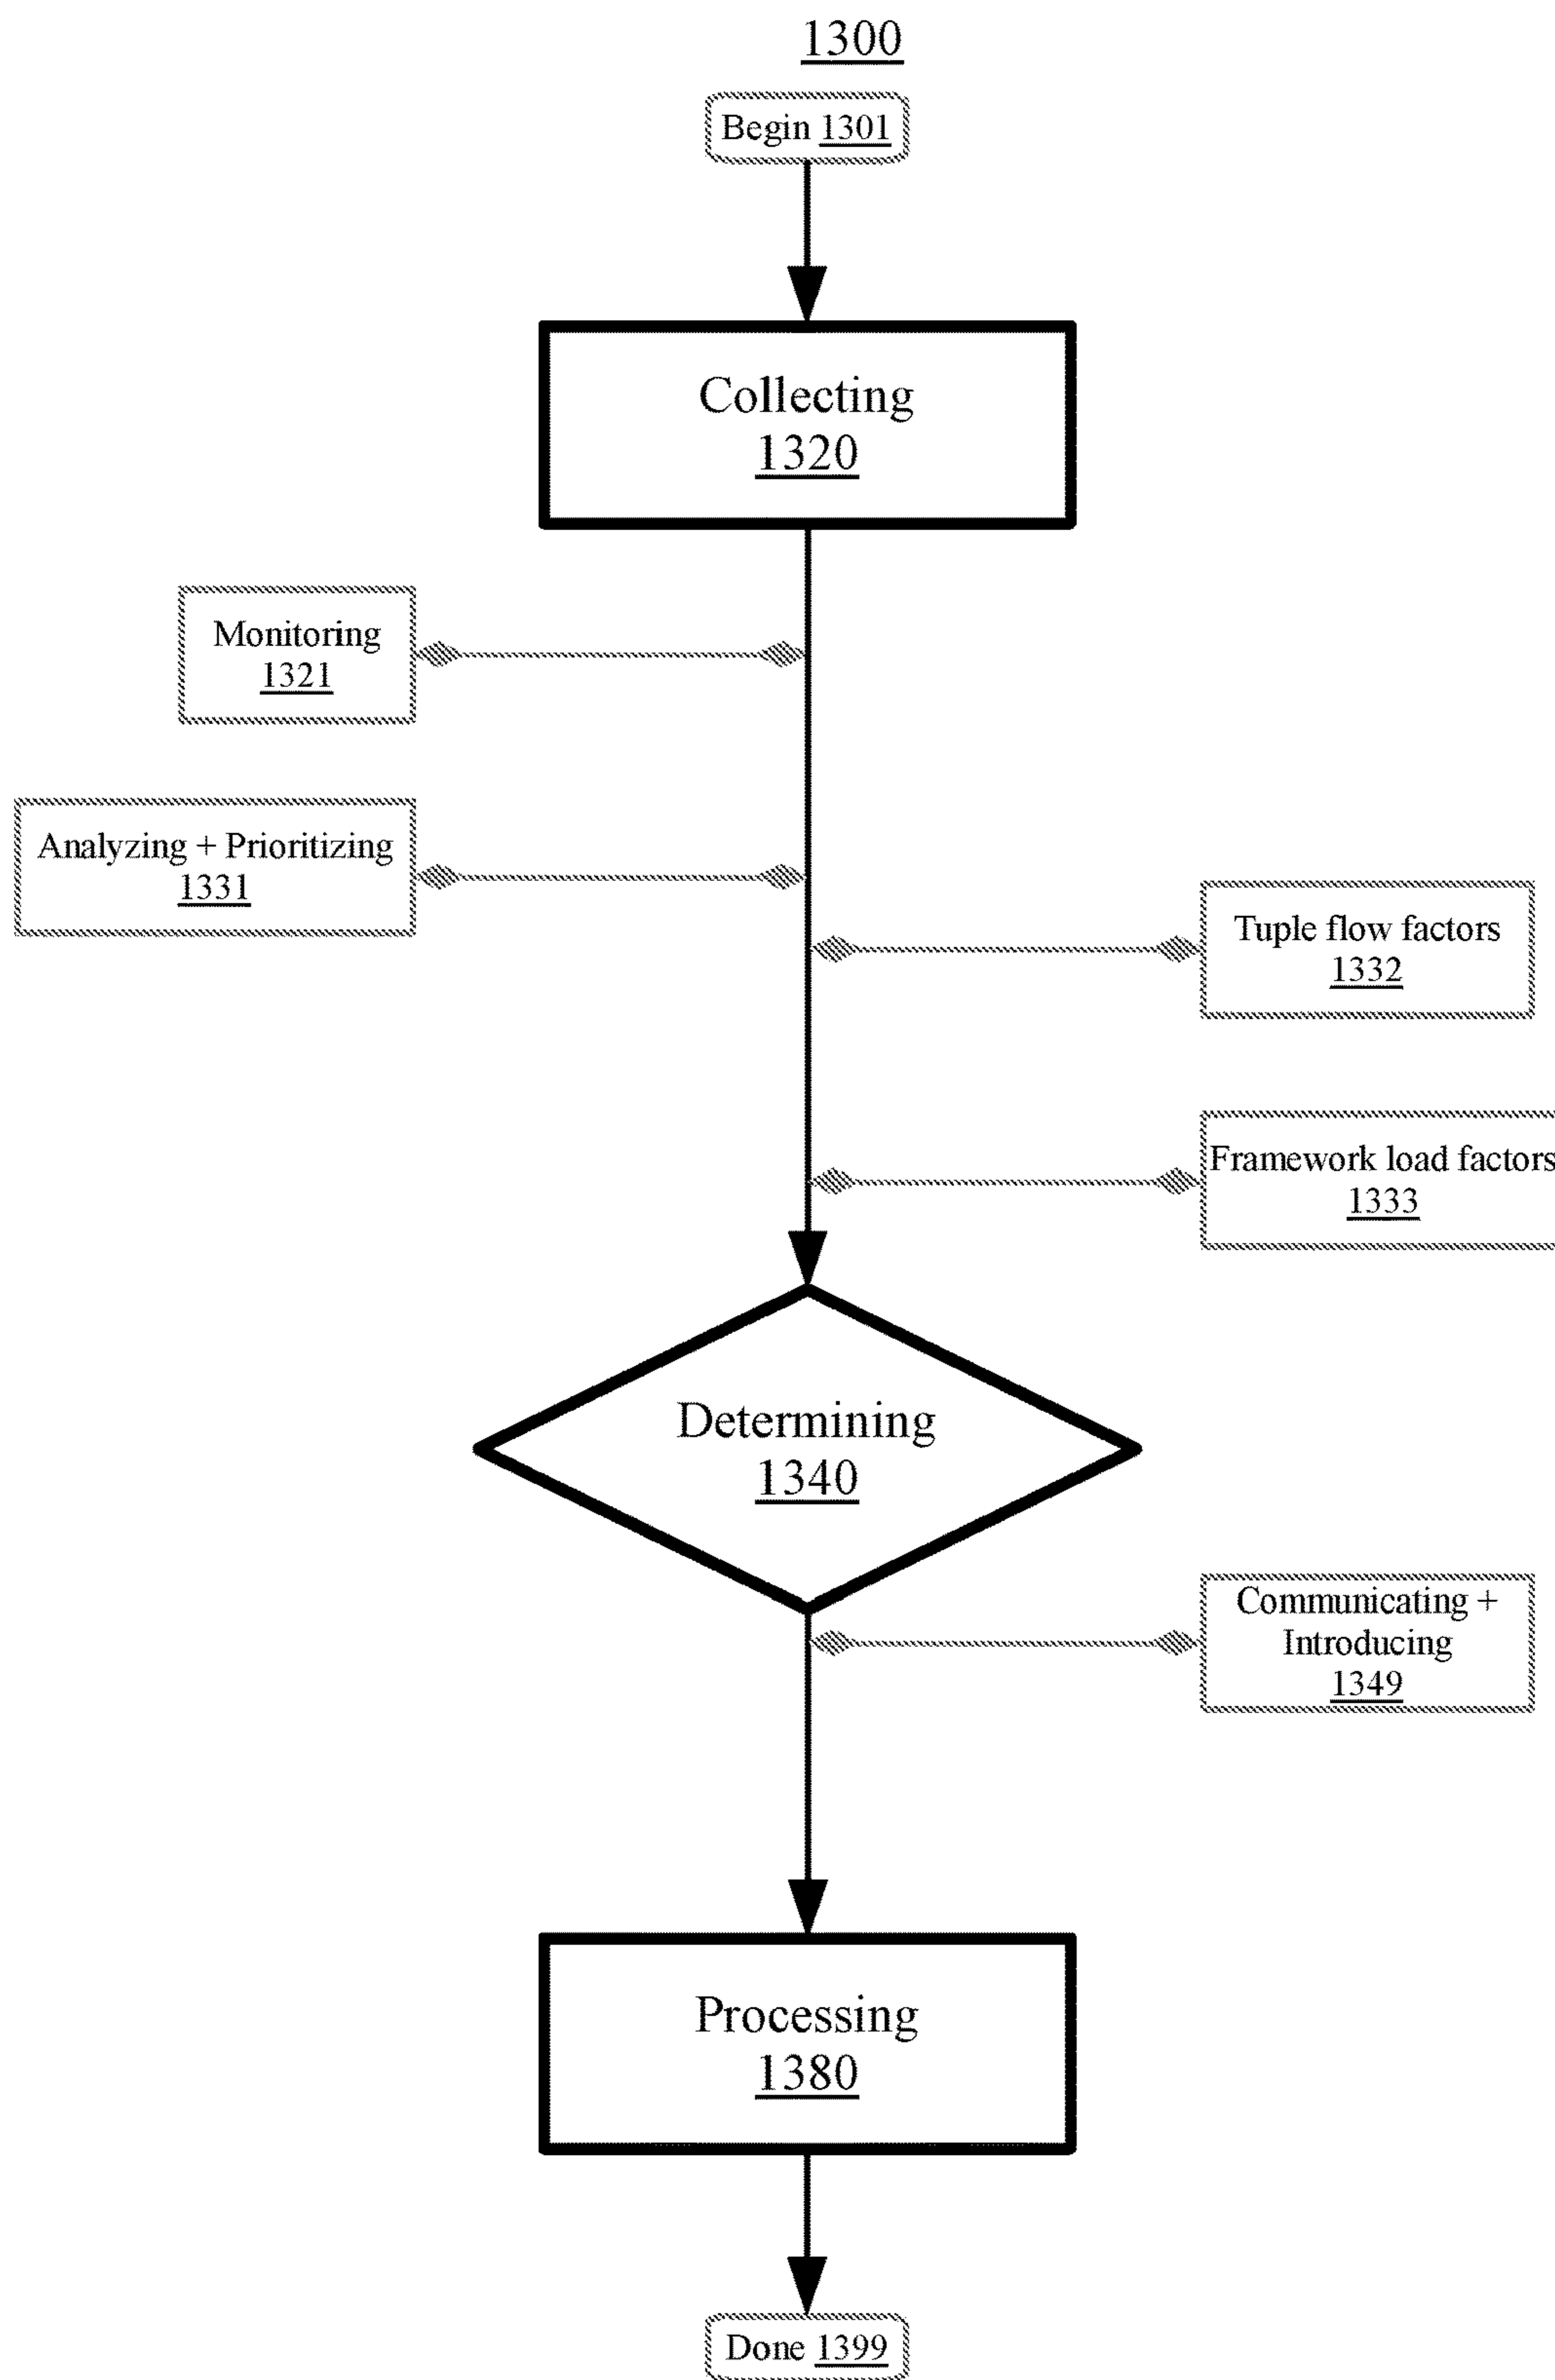 1300
Begin 1301
Collecting
1320
Monitoring
1321
Analyzing + Prioritizing
1331
Tuple flow factors
1332
Framework load factors
1333
Determining
1340
Communicating +
Introducing
1349
Processing
1380
Done 1399